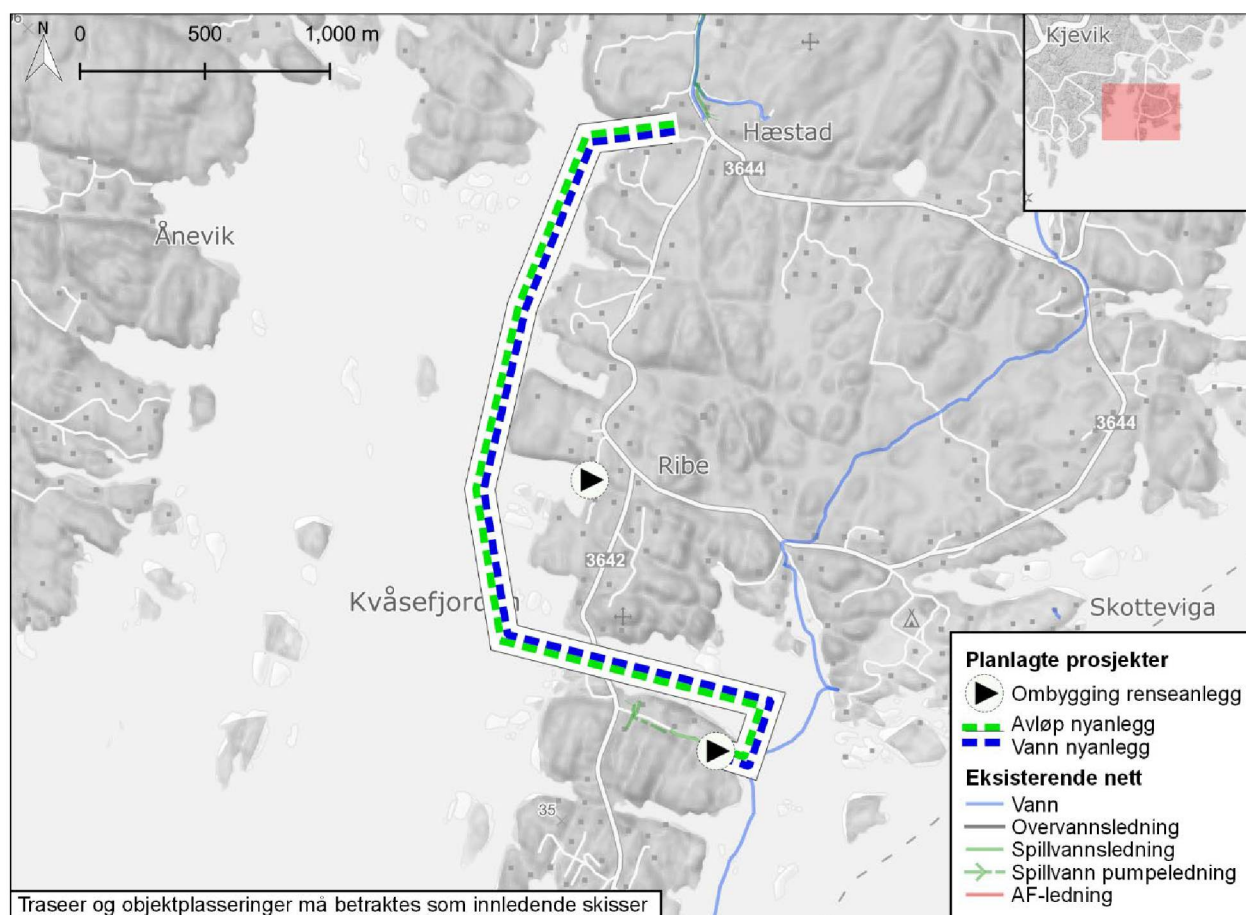 N
0 500 1,000 m
Kjevik
Hæstad
3644
Ånevik
3644
Ribe
3642
Kvåsefjorden
Skotteviga
35
Planlagte prosjekter
Ombygging renseanlegg
Avløp nyanlegg
Vann nyanlegg
Eksisterende nett
Vann
Overvannsledning
Spillvannsledning
Spillvann pumpeledning
AF-ledning
Traseer og objektplasseringer må betraktes som innledende skisser